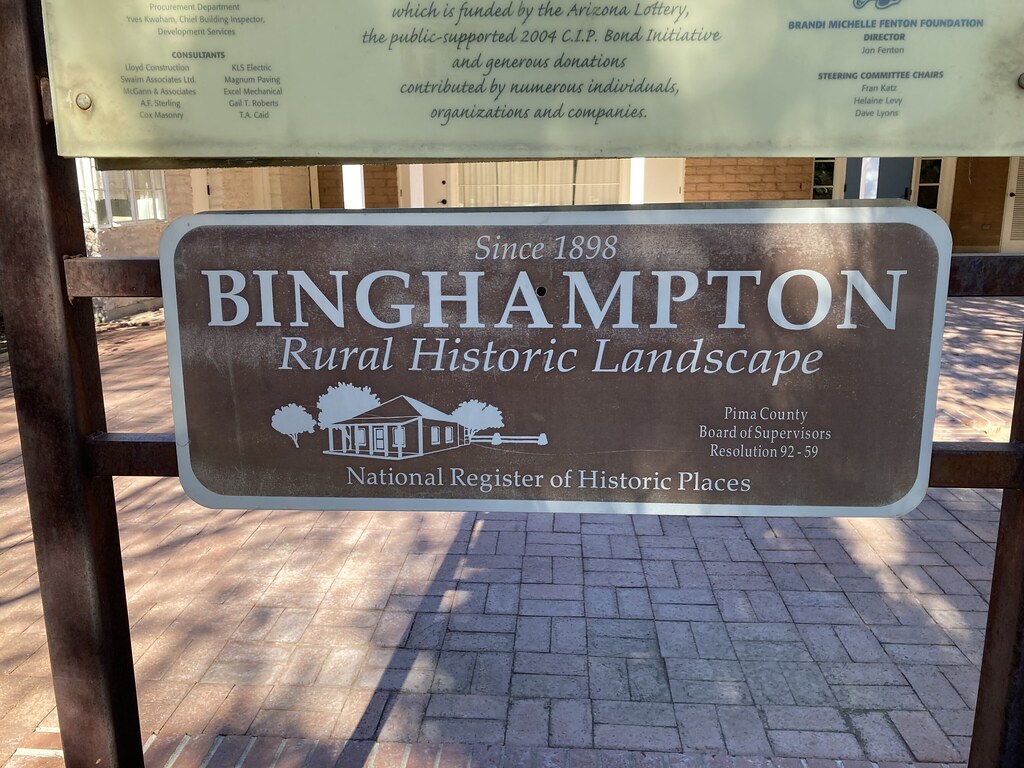 Procurement Department
Yves Kwaham, Chief Building Inspector,
Development Services
CONSULTANTS
Lloyd Construction
Swaim Associates Ltd.
McGann & Associates
A.F. Sterling
Cox Masonry
KLS Electric
Magnum Paving
Excel Mechanical
Gail T. Roberts
T.A. Caid
which is funded by the Arizona Lottery,
the public-supported 2004 C.I.P. Bond Initiative
and generous donations
contributed by numerous individuals,
organizations and companies.
BRANDI MICHELLE FENTON FOUNDATION
DIRECTOR
Jon Fenton
STEERING COMMITTEE CHAIRS
Fran Katz
Helaine Levy
Dave Lyons
Since 1898
BINGHAMPTON
Rural Historic Landscape
Pima County
Board of Supervisors
Resolution 92-59
National Register of Historic Places